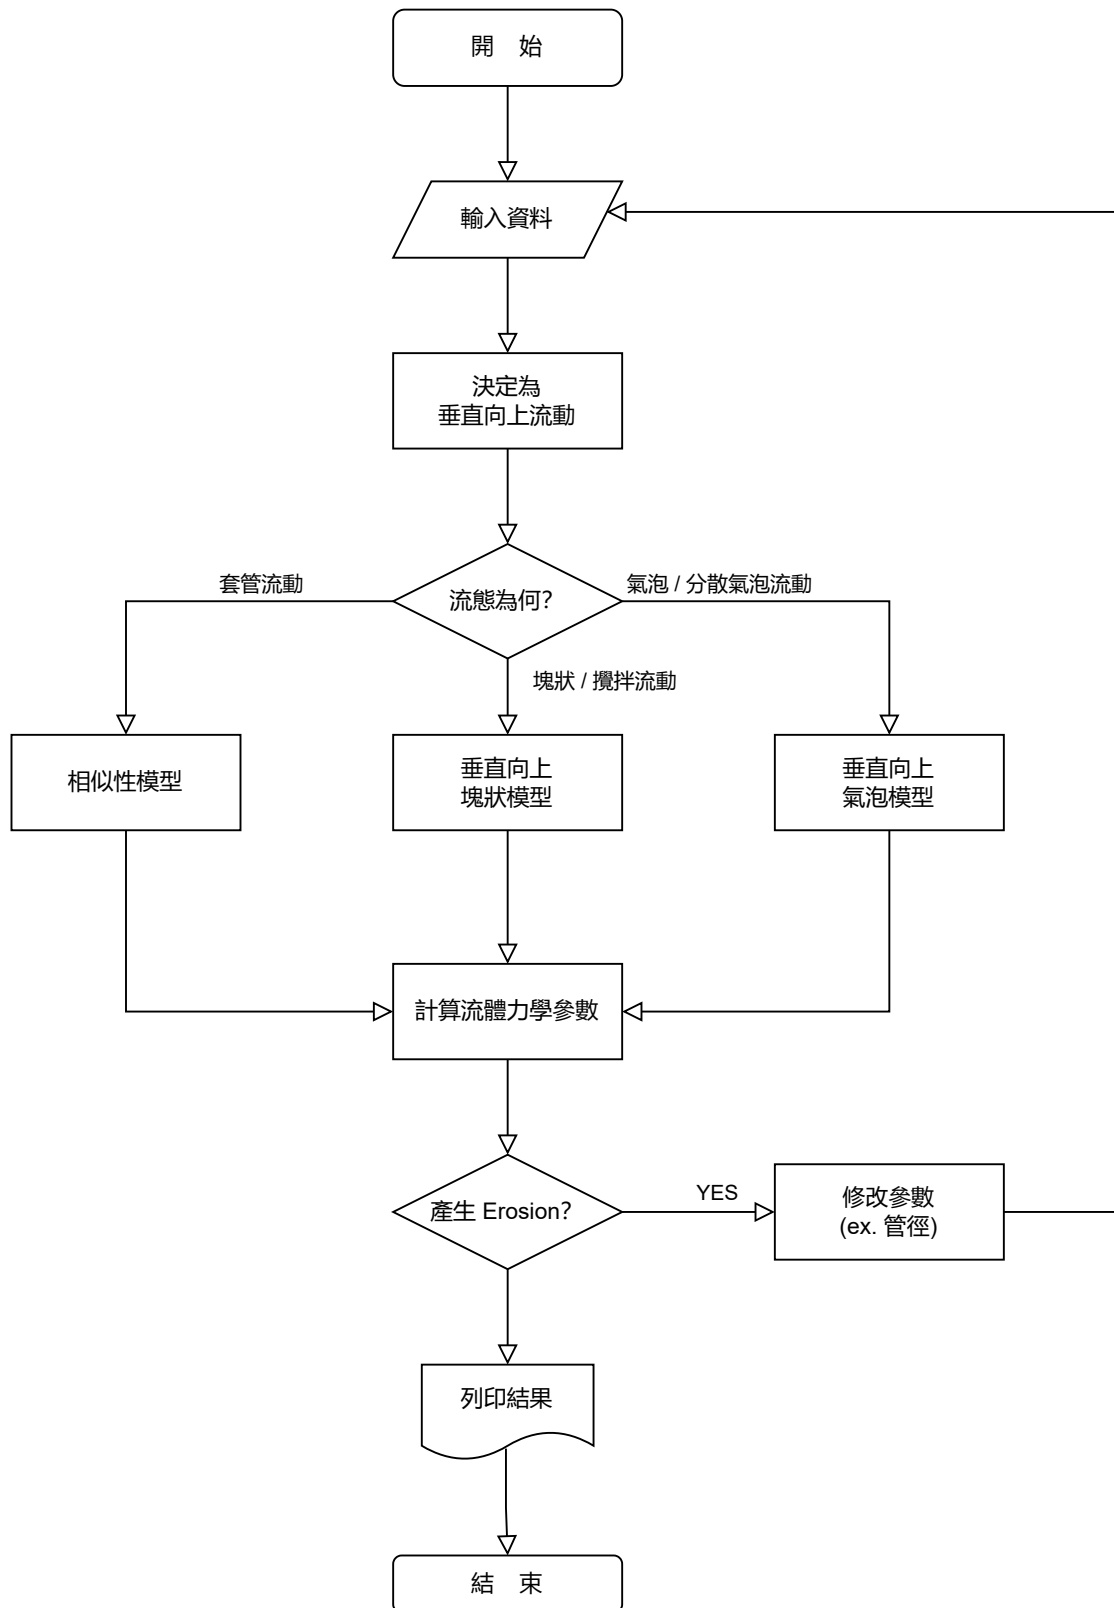 開 始
輸入資料
決定為
垂直向上流動
套管流動
流態為何?
氣泡 / 分散氣泡流動
塊狀 / 攪拌流動
相似性模型
垂直向上
塊狀模型
垂直向上
氣泡模型
計算流體力學參數
產生 Erosion?
YES
修改參數
(ex. 管徑)
列印結果
結 束